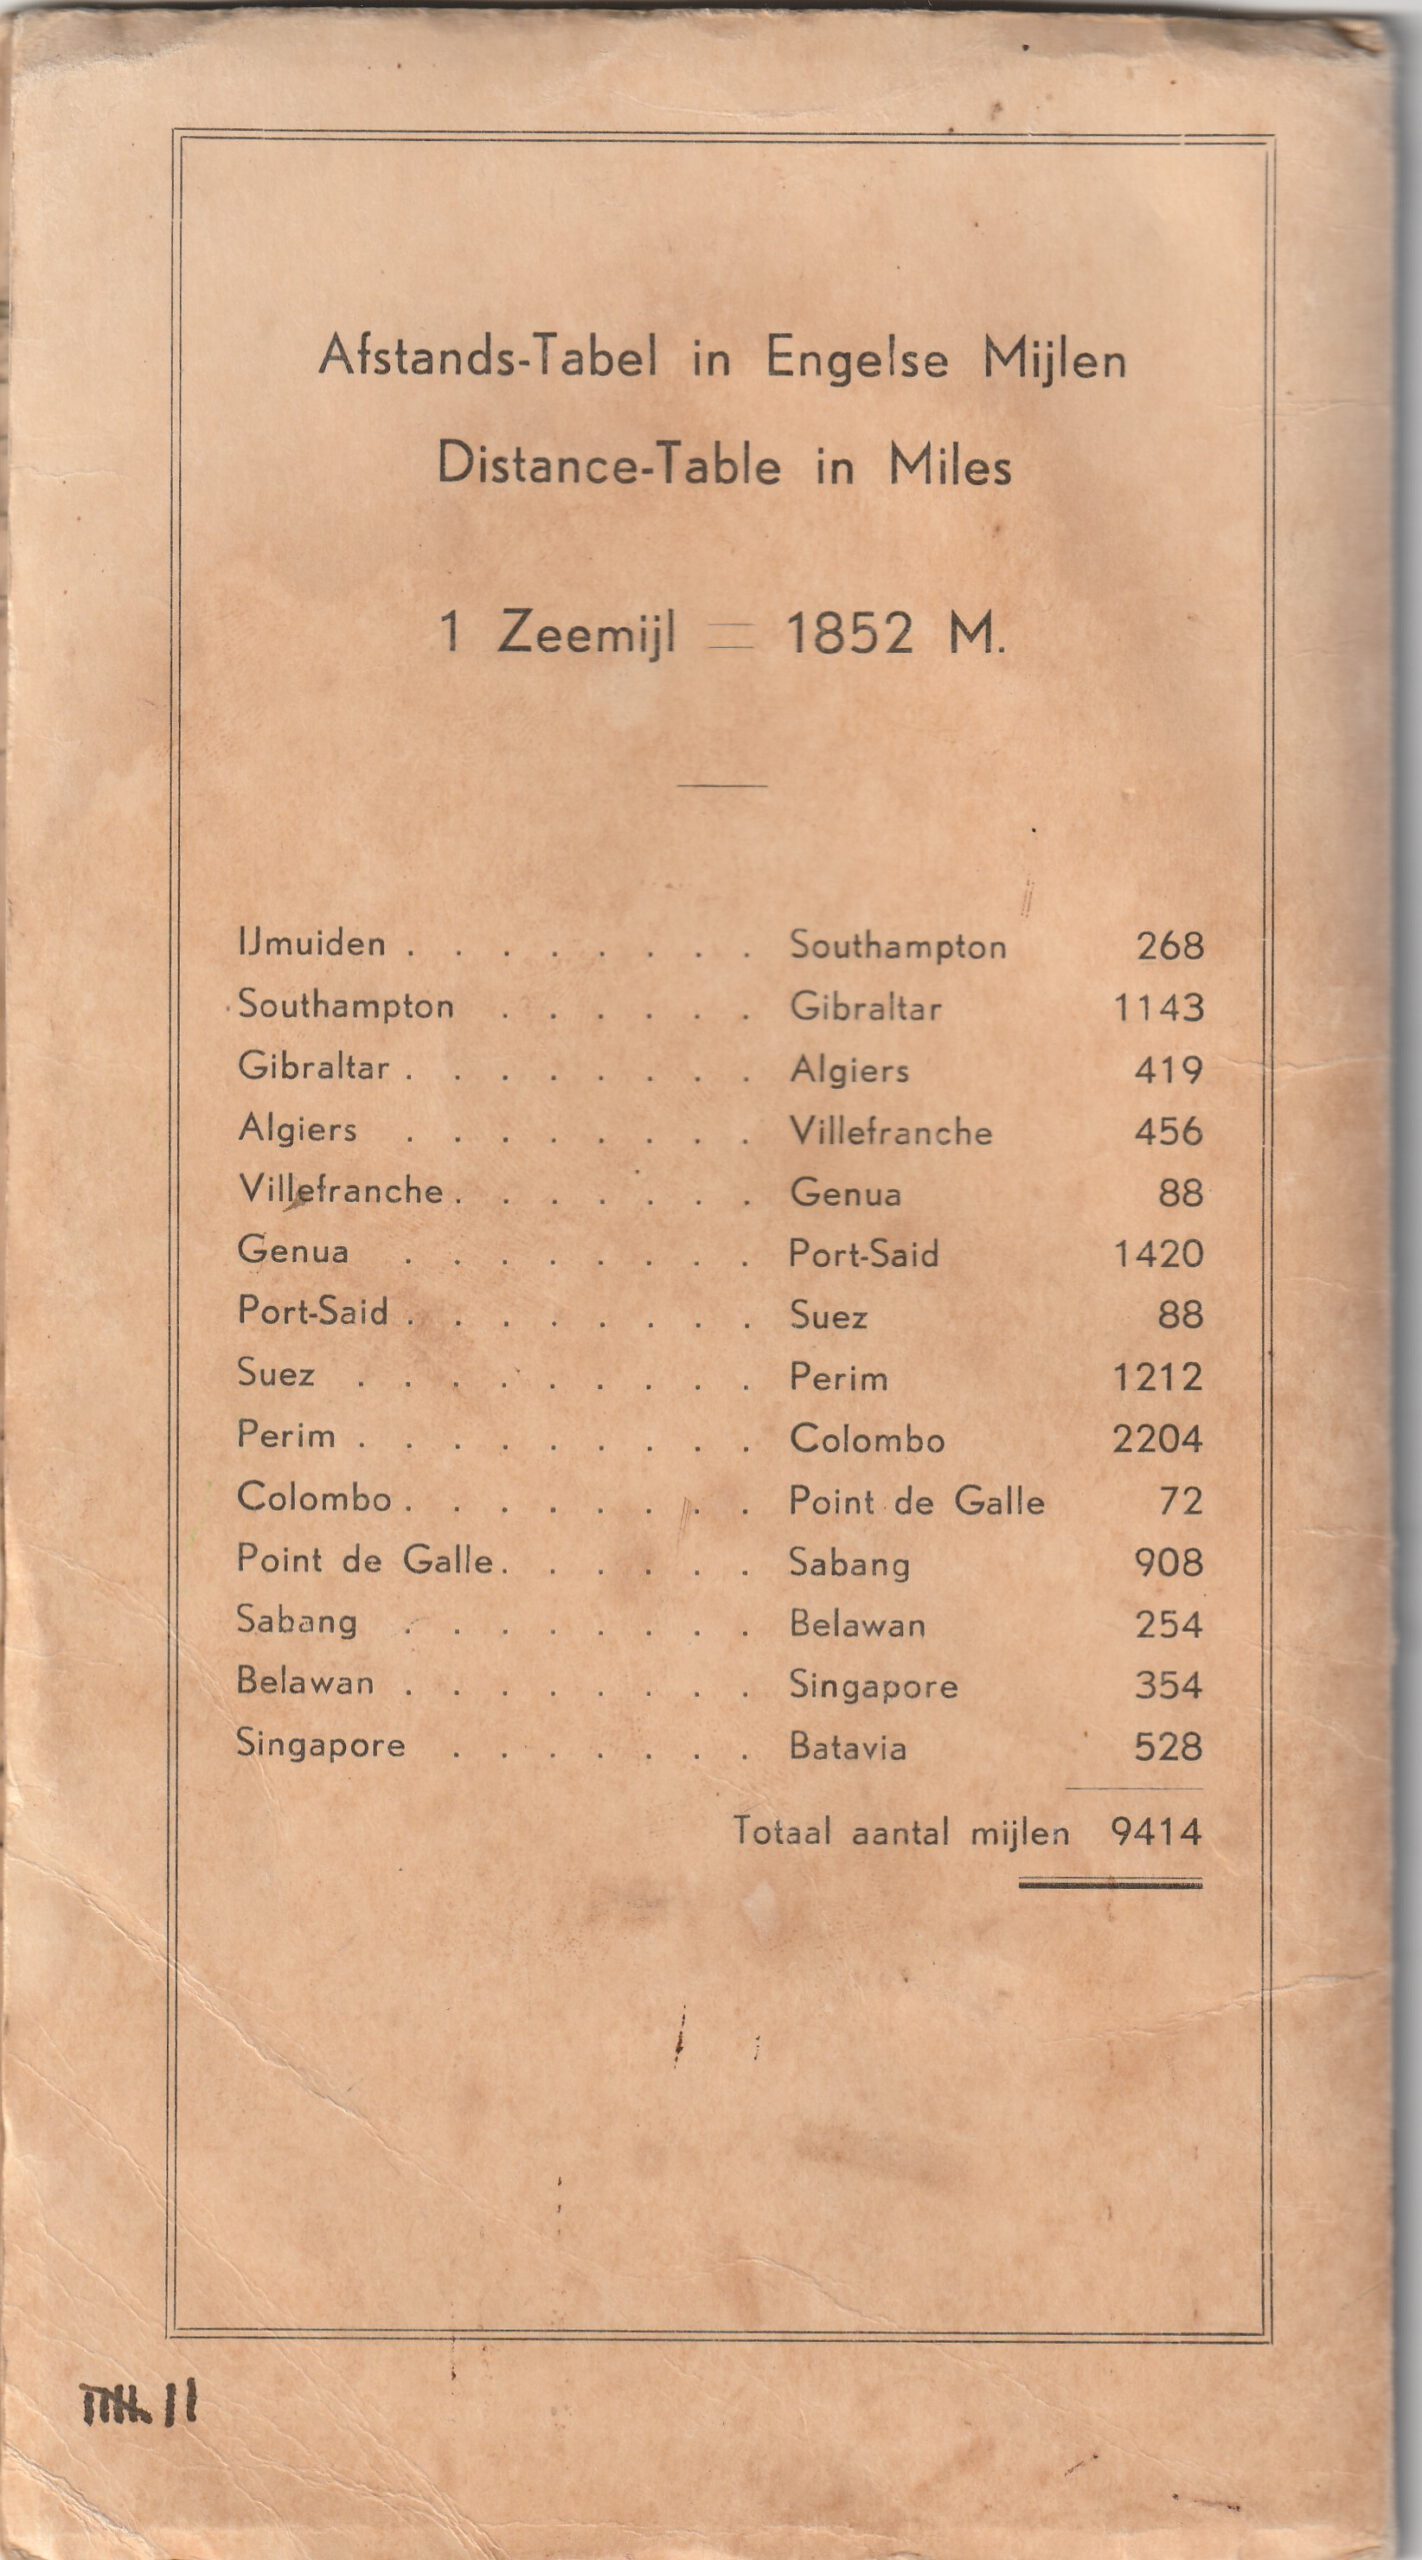 Afstands-Tabel in Engelse Mijlen
Distance-Table in Miles
1 Zeemijl = 1852 M.
IJmuiden . . . . . . . . Southampton 268
Southampton . . . . . . Gibraltar 1143
Gibraltar . . . . . . . . Algiers 419
Algiers . . . . . . . . Villefranche 456
Villefranche . . . . . . . Genua 88
Genua . . . . . . . . Port-Said 1420
Port-Said . . . . . . . . Suez 88
Suez . . . . . . . . . Perim 1212
Perim . . . . . . . . . Colombo 2204
Colombo . . . . . . . . Point de Galle 72
Point de Galle . . . . . . Sabang 908
Sabang . . . . . . . . Belawan 254
Belawan . . . . . . . . Singapore 354
Singapore . . . . . . . Batavia 528
Totaal aantal mijlen 9414